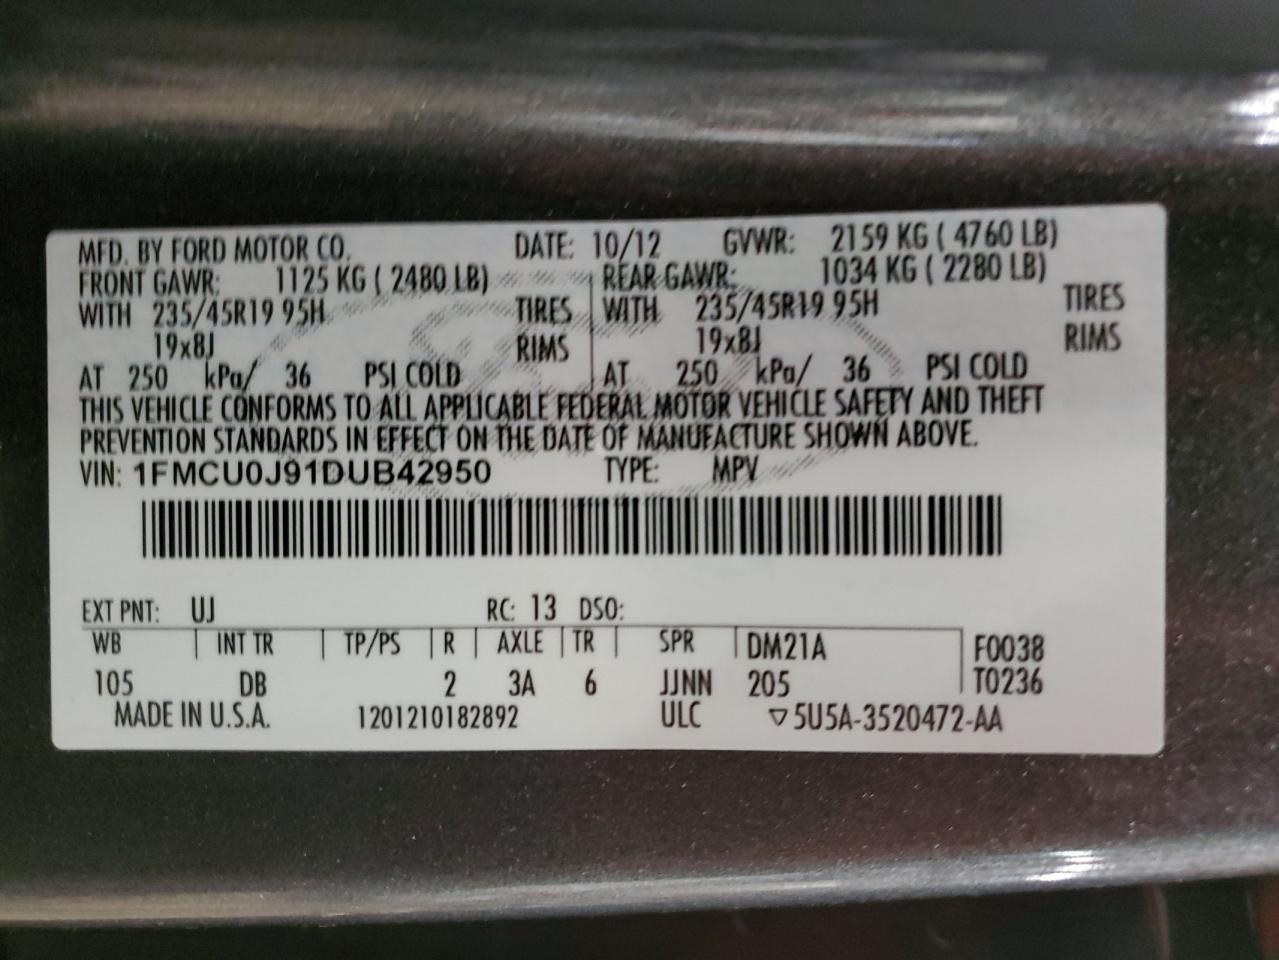 MFD. BY FORD MOTOR CO. DATE: 10/12 GVWR: 2159 KG ( 4760 LB)
FRONT GAWR: 1125 KG ( 2480 LB) REAR GAWR: 1034 KG ( 2280 LB)
WITH 235/45R19 95H TIRES WITH 235/45R19 95H TIRES
19x8J RIMS 19x8J RIMS
AT 250 kPa/ 36 PSI COLD AT 250 kPa/ 36 PSI COLD
THIS VEHICLE CONFORMS TO ALL APPLICABLE FEDERAL MOTOR VEHICLE SAFETY AND THEFT
PREVENTION STANDARDS IN EFFECT ON THE DATE OF MANUFACTURE SHOWN ABOVE.
VIN: 1FMCU0J91DUB42950 TYPE: MPV
EXT PNT: UJ RC: 13 DSO:
WB INT TR TP/PS R AXLE TR SPR DM21A F0038
105 DB 2 3A 6 JJNN 205 T0236
MADE IN U.S.A. 1201210182892 ULC ▽5U5A-3520472-AA